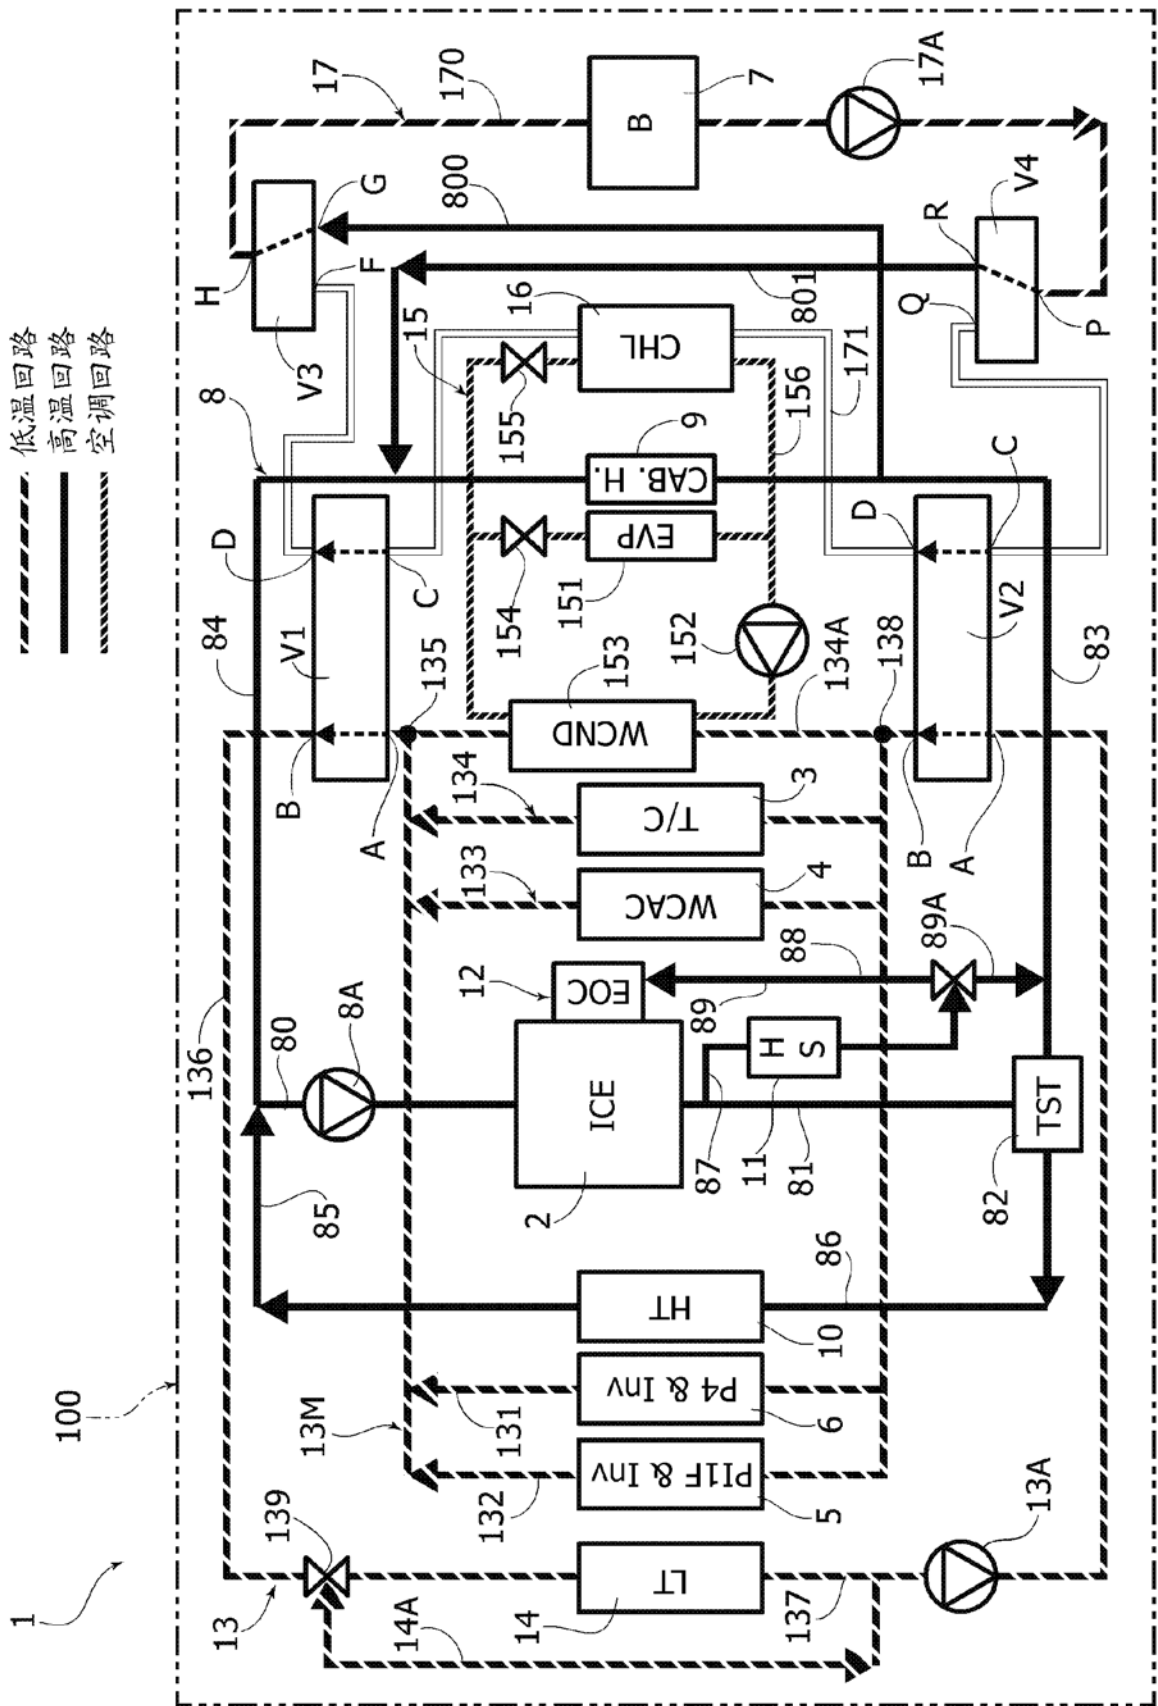 低温回路
高温回路
空调回路
1
100
13
139
14A
14
LT
137
13A
13M
132
PI1F & Inv
5
131
P4 & Inv
6
HT
10
86
85
136
80
8A
2
ICE
12
EOC
87
11
H
S
81
82
TST
89
88
89A
133
WCAC
4
134
T/C
3
135
WCND
153
134A
138
152
84
B
V1
D
A
C
B
D
A
V2
C
83
8
15
154
EVP
151
CAB. H.
9
155
16
CHL
156
171
801
800
H
V3
F
G
17
170
B
7
17A
Q
R
V4
P